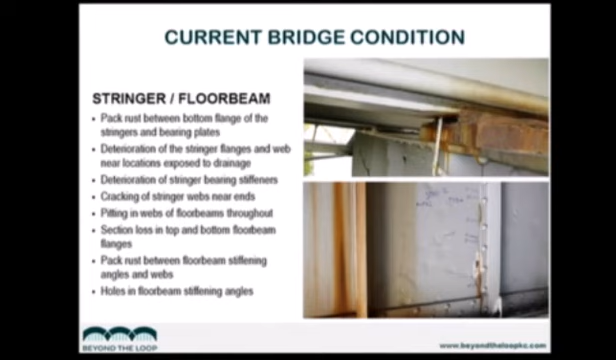 CURRENT BRIDGE CONDITION
STRINGER / FLOORBEAM
• Pack rust between bottom flange of the
stringers and bearing plates
• Deterioration of the stringer flanges and web
near locations exposed to drainage
• Deterioration of stringer bearing stiffeners
• Cracking of stringer webs near ends
• Pitting in webs of floorbeams throughout
• Section loss in top and bottom floorbeam
flanges
• Pack rust between floorbeam stiffening
angles and webs
• Holes in floorbeam stiffening angles
BEYOND THE LOOP
www.beyondtheloopkc.com